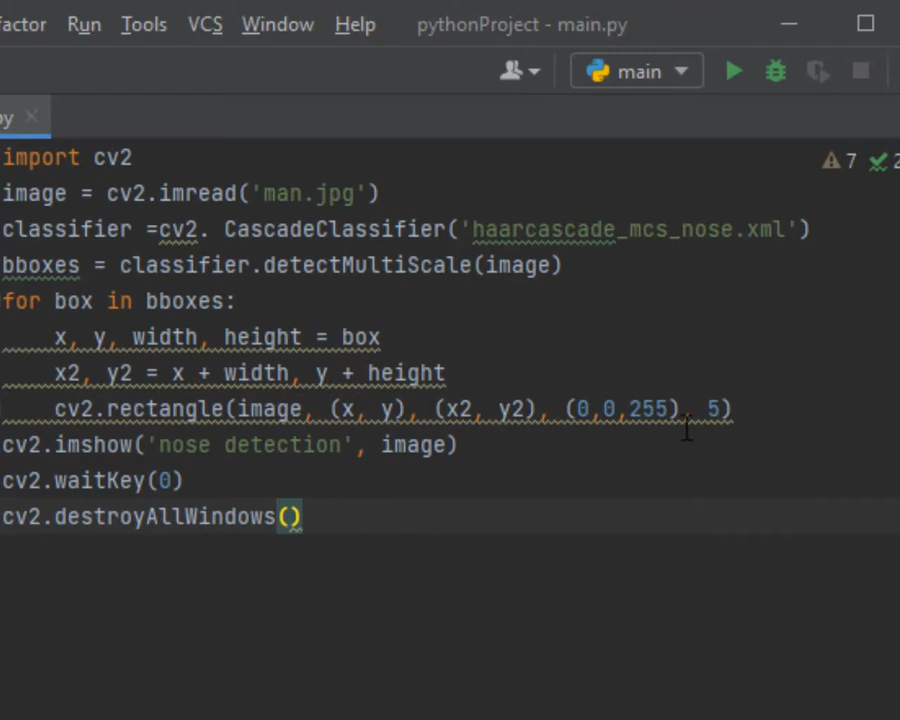 factor Run Tools VCS Window Help pythonProject - main.py
main
py
7 2
import cv2
image = cv2.imread('man.jpg')
classifier =cv2. CascadeClassifier('haarcascade_mcs_nose.xml')
bboxes = classifier.detectMultiScale(image)
for box in bboxes:
x, y, width, height = box
x2, y2 = x + width, y + height
cv2.rectangle(image, (x, y), (x2, y2), (0,0,255), 5)
cv2.imshow('nose detection', image)
cv2.waitKey(0)
cv2.destroyAllWindows()